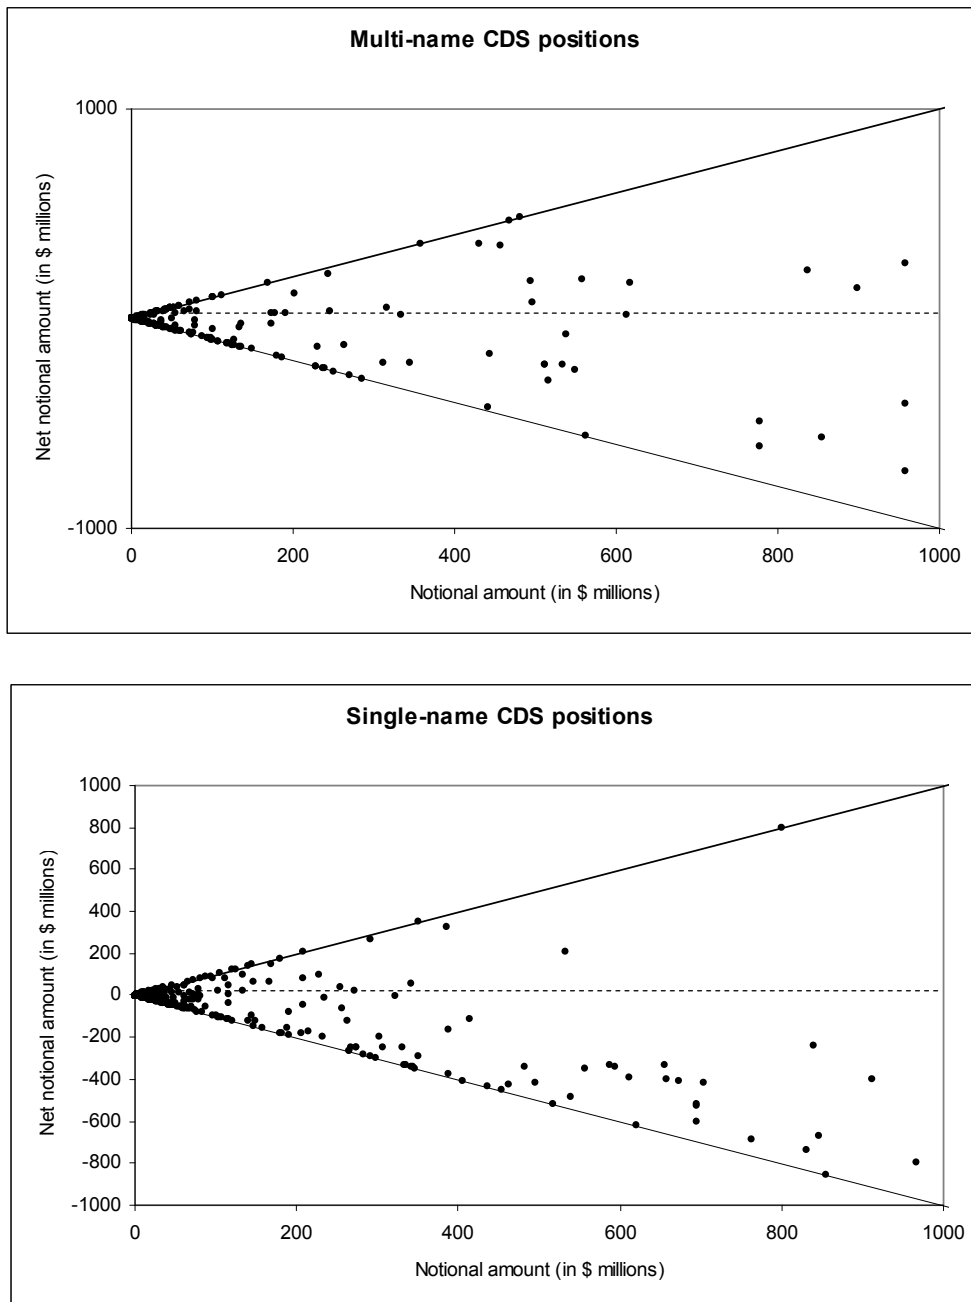 Multi-name CDS positions
1000
Net notional amount (in $ millions)
-1000
0 200 400 600 800 1000
Notional amount (in $ millions)
Single-name CDS positions
1000
800
600
400
200
0
-200
-400
-600
-800
-1000
Net notional amount (in $ millions)
0 200 400 600 800 1000
Notional amount (in $ millions)